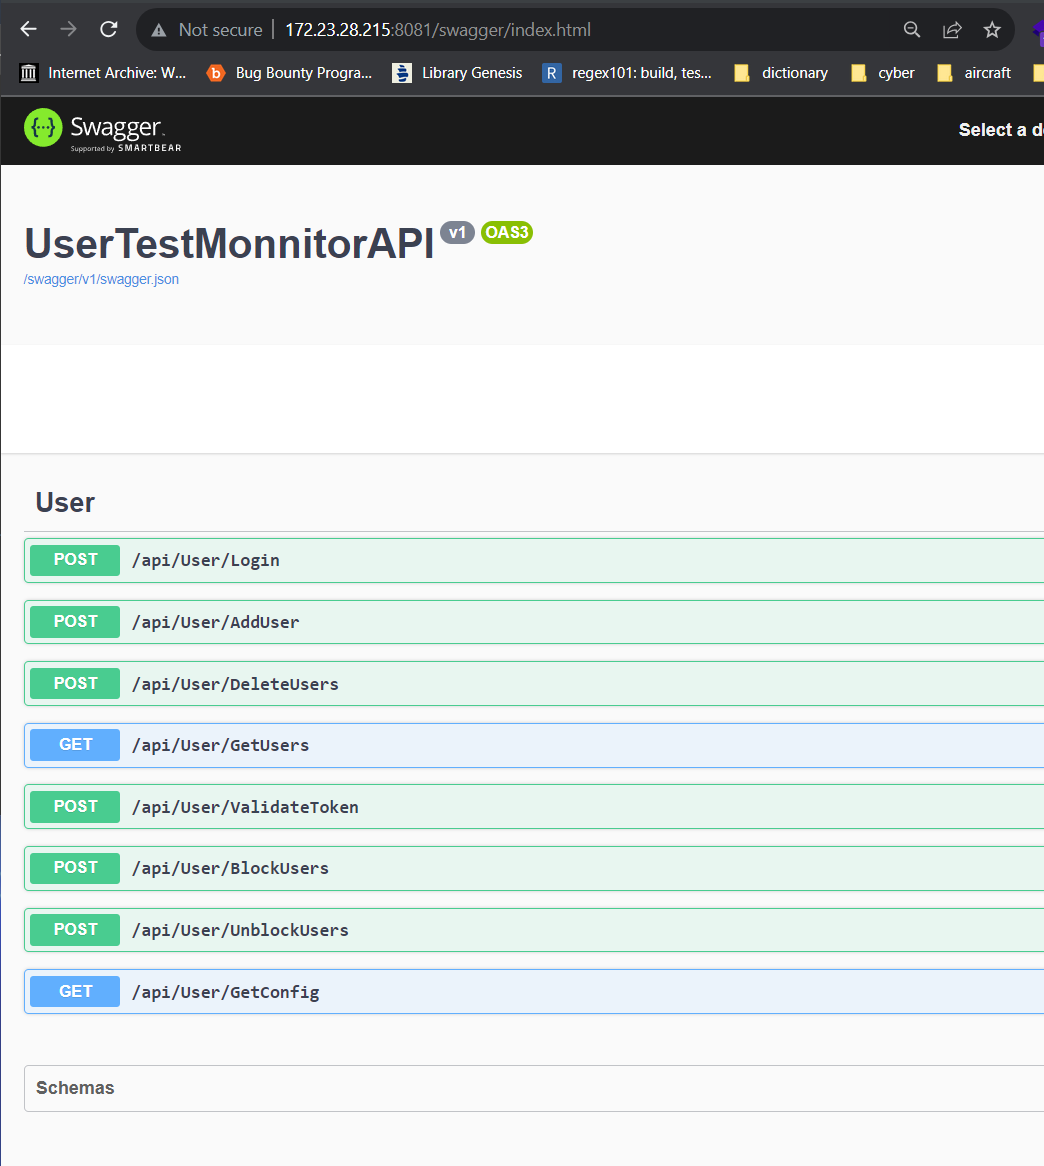 Not secure | 172.23.28.215:8081/swagger/index.html
Internet Archive: W... Bug Bounty Progra... Library Genesis R regex101: build, tes... dictionary cyber aircraft
{···} Swagger. Select a d
Supported by SMARTBEAR
UserTestMonnitorAPI v1 OAS3
/swagger/v1/swagger.json
User
POST /api/User/Login
POST /api/User/AddUser
POST /api/User/DeleteUsers
GET /api/User/GetUsers
POST /api/User/ValidateToken
POST /api/User/BlockUsers
POST /api/User/UnblockUsers
GET /api/User/GetConfig
Schemas